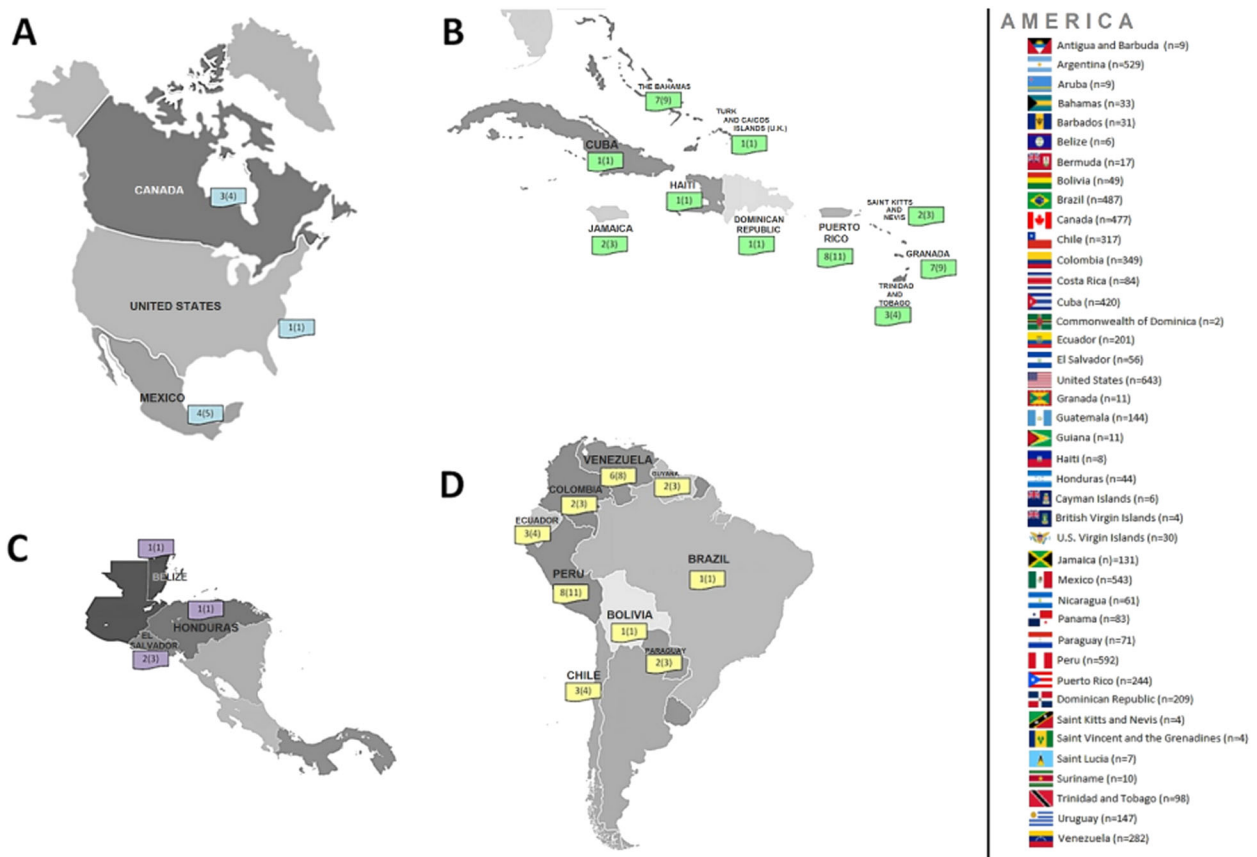 A
CANADA
3(4)
UNITED STATES
1(1)
MEXICO
4(5)
B
THE BAHAMAS
7(9)
TURK
AND CAICOS
ISLANDS (U.K.)
1(1)
CUBA
1(1)
HAITI
1(1)
JAMAICA
2(3)
DOMINICAN
REPUBLIC
1(1)
PUERTO
RICO
8(11)
SAINT KITTS
AND
NEVIS
2(3)
GRANADA
7(9)
TRINIDAD
AND
TOBAGO
3(4)
C
1(1)
BELIZE
1(1)
HONDURAS
EL
SALVADOR
2(3)
D
VENEZUELA
6(8)
GUYANA
2(3)
COLOMBIA
2(3)
ECUADOR
3(4)
PERU
8(11)
BRAZIL
1(1)
BOLIVIA
1(1)
PARAGUAY
2(3)
CHILE
3(4)
AMERICA
Antigua and Barbuda (n=9)
Argentina (n=529)
Aruba (n=9)
Bahamas (n=33)
Barbados (n=31)
Belize (n=6)
Bermuda (n=17)
Bolivia (n=49)
Brazil (n=487)
Canada (n=477)
Chile (n=317)
Colombia (n=349)
Costa Rica (n=84)
Cuba (n=420)
Commonwealth of Dominica (n=2)
Ecuador (n=201)
El Salvador (n=56)
United States (n=643)
Granada (n=11)
Guatemala (n=144)
Guiana (n=11)
Haiti (n=8)
Honduras (n=44)
Cayman Islands (n=6)
British Virgin Islands (n=4)
U.S. Virgin Islands (n=30)
Jamaica (n)=131)
Mexico (n=543)
Nicaragua (n=61)
Panama (n=83)
Paraguay (n=71)
Peru (n=592)
Puerto Rico (n=244)
Dominican Republic (n=209)
Saint Kitts and Nevis (n=4)
Saint Vincent and the Grenadines (n=4)
Saint Lucia (n=7)
Suriname (n=10)
Trinidad and Tobago (n=98)
Uruguay (n=147)
Venezuela (n=282)